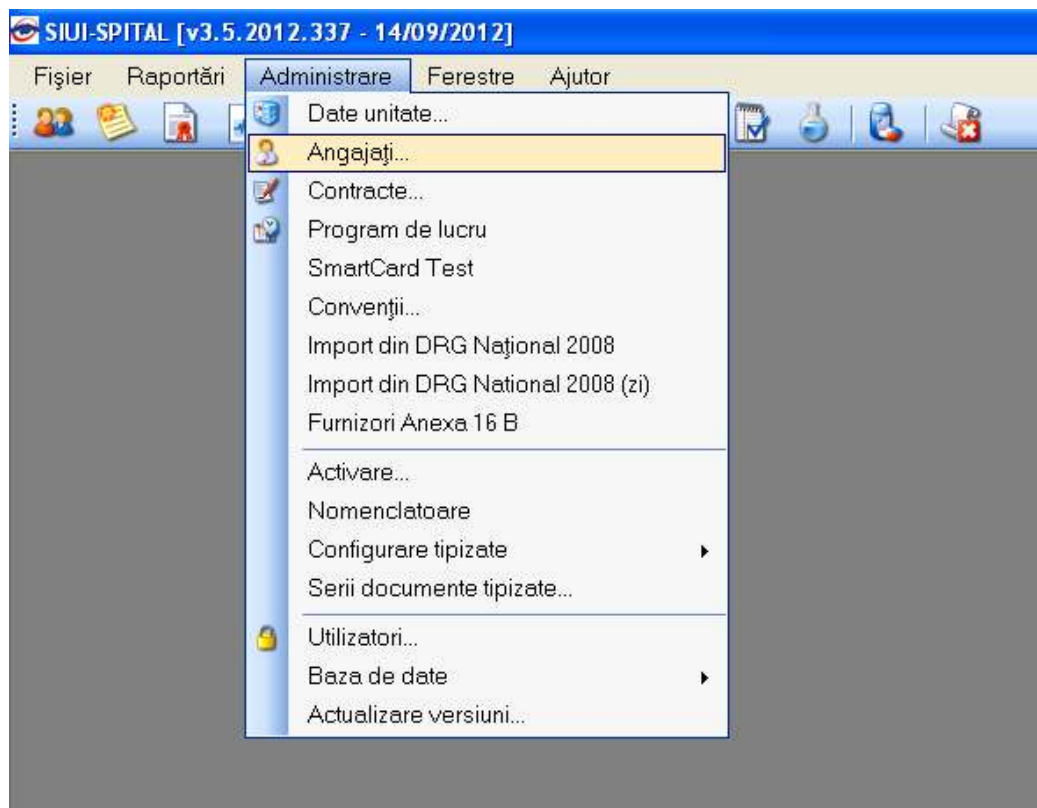 SIUI-SPITAL [v3.5.2012.337 - 14/09/2012]
Fişier Raportări Administrare Ferestre Ajutor
Date unitate...
Angajaţi...
Contracte...
Program de lucru
SmartCard Test
Convenţii...
Import din DRG Naţional 2008
Import din DRG National 2008 (zi)
Furnizori Anexa 16 B
Activare...
Nomenclatoare
Configurare tipizate
Serii documente tipizate...
Utilizatori...
Baza de date
Actualizare versiuni...